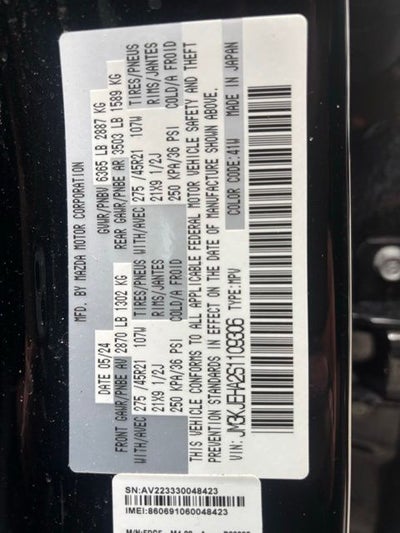 MFD. BY MAZDA MOTOR CORPORATION
DATE 05/24 GVWR/PNBV 6365 LB 2887 KG
FRONT GAWR/PNBE AV 2870 LB 1302 KG REAR GAWR/PNBE AR 3503 LB 1589 KG
WITH/AVEC 275 /45R21 107W TIRES/PNEUS WITH/AVEC 275 /45R21 107W TIRES/PNEUS
21X9 1/2J RIMS/JANTES 21X9 1/2J RIMS/JANTES
250 KPA/36 PSI COLD/A FROID 250 KPA/36 PSI COLD/A FROID
THIS VEHICLE CONFORMS TO ALL APPLICABLE FEDERAL MOTOR VEHICLE SAFETY AND THEFT
PREVENTION STANDARDS IN EFFECT ON THE DATE OF MANUFACTURE SHOWN ABOVE.
VIN: JM3KJEHA2S1109306 TYPE:MPV COLOR CODE:41W MADE IN JAPAN
SN:AV223330048423
IMEI:860691060048423